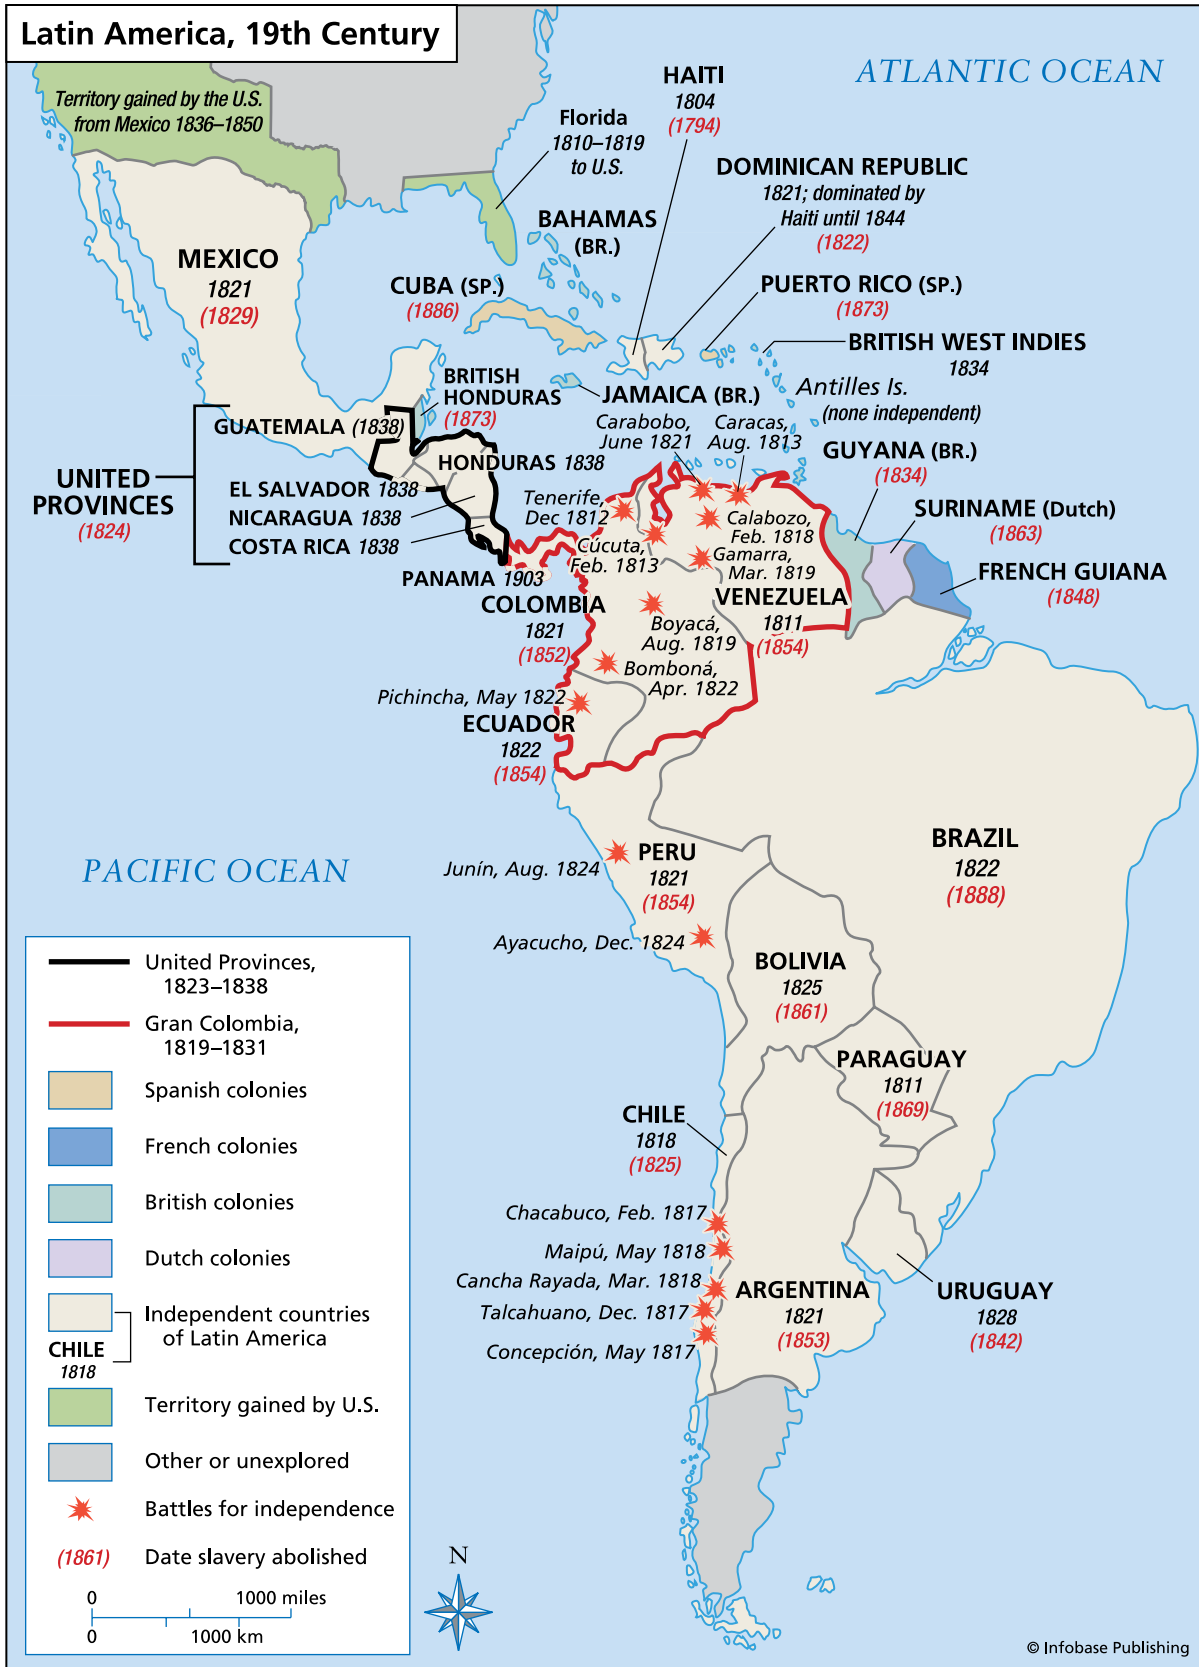 Latin America, 19th Century
ATLANTIC OCEAN
Territory gained by the U.S.
from Mexico 1836–1850
Florida
1810–1819
to U.S.
HAITI
1804
(1794)
DOMINICAN REPUBLIC
1821; dominated by
Haiti until 1844
(1822)
BAHAMAS
(BR.)
MEXICO
1821
(1829)
CUBA (SP.)
(1886)
PUERTO RICO (SP.)
(1873)
BRITISH WEST INDIES
1834
Antilles Is.
(none independent)
BRITISH
HONDURAS
(1873)
JAMAICA (BR.)
UNITED
PROVINCES
(1824)
GUATEMALA (1838)
HONDURAS 1838
EL SALVADOR 1838
NICARAGUA 1838
COSTA RICA 1838
PANAMA 1903
Carabobo,
June 1821
Caracas,
Aug. 1813
GUYANA (BR.)
(1834)
SURINAME (Dutch)
(1863)
FRENCH GUIANA
(1848)
Tenerife,
Dec 1812
Cúcuta,
Feb. 1813
Calabozo,
Feb. 1818
Gamarra,
Mar. 1819
COLOMBIA
1821
(1852)
VENEZUELA
1811
(1854)
Boyacá,
Aug. 1819
Bomboná,
Apr. 1822
Pichincha, May 1822
ECUADOR
1822
(1854)
PACIFIC OCEAN
Junín, Aug. 1824
PERU
1821
(1854)
BRAZIL
1822
(1888)
Ayacucho, Dec. 1824
BOLIVIA
1825
(1861)
PARAGUAY
1811
(1869)
CHILE
1818
(1825)
Chacabuco, Feb. 1817
Maipú, May 1818
Cancha Rayada, Mar. 1818
Talcahuano, Dec. 1817
Concepción, May 1817
ARGENTINA
1821
(1853)
URUGUAY
1828
(1842)
United Provinces,
1823–1838
Gran Colombia,
1819–1831
Spanish colonies
French colonies
British colonies
Dutch colonies
Independent countries
of Latin America
CHILE
1818
Territory gained by U.S.
Other or unexplored
Battles for independence
(1861) Date slavery abolished
0 1000 miles
0 1000 km
N
© Infobase Publishing